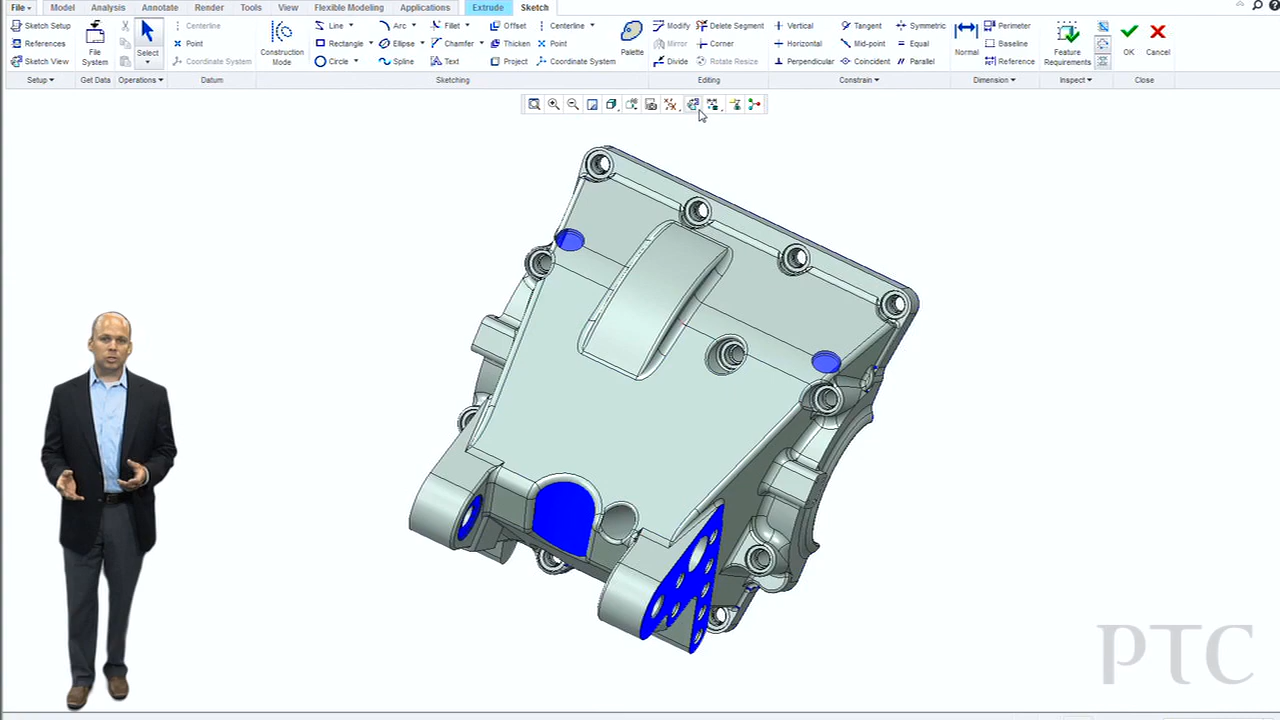 File Model Analysis Annotate Render Tools View Flexible Modeling Applications Extrude Sketch
Sketch Setup Centerline Line Arc Fillet Offset Centerline Modify Delete Segment Vertical Tangent Symmetric Perimeter
References Point Rectangle Ellipse Chamfer Thicken Point Mirror Corner Horizontal Mid-point Equal Baseline
Sketch View Coordinate System Circle Spline Text Project Coordinate System Divide Rotate Resize Perpendicular Coincident Parallel Reference
File System Select Construction Mode Palette Normal Feature Requirements OK Cancel
Setup Get Data Operations Datum Sketching Editing Constrain Dimension Inspect Close
PTC